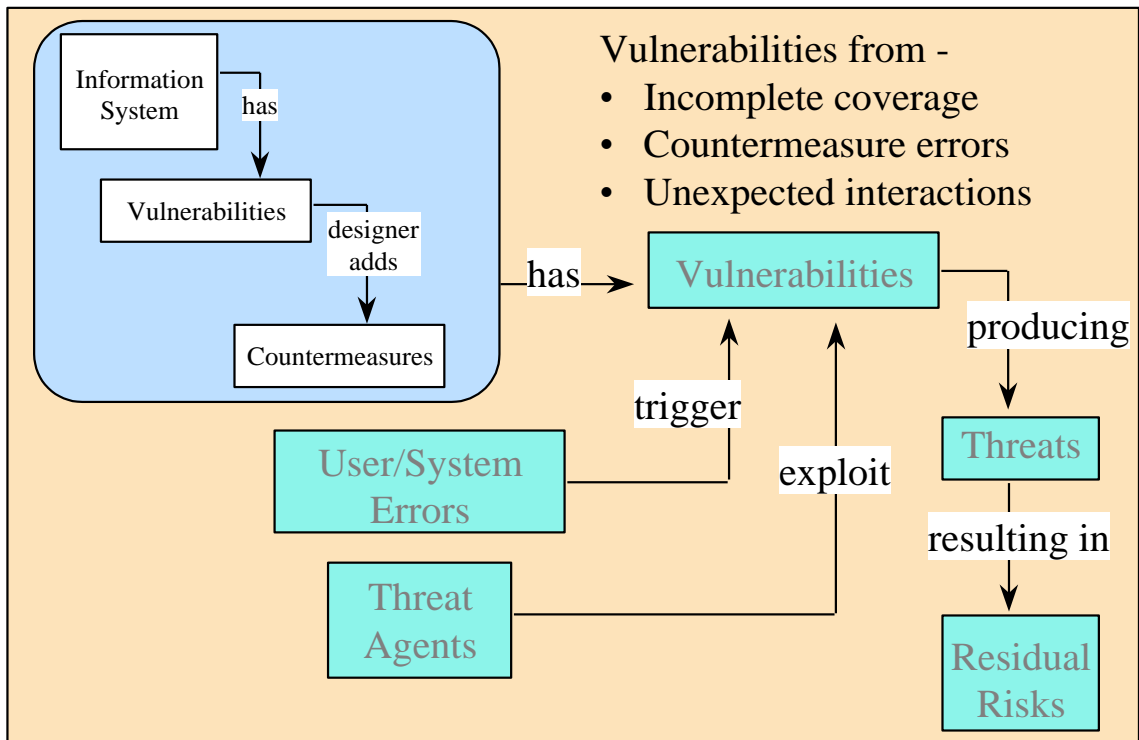 Information
System
has
Vulnerabilities
designer
adds
Countermeasures
Vulnerabilities from -
• Incomplete coverage
• Countermeasure errors
• Unexpected interactions
has
Vulnerabilities
producing
trigger
exploit
Threats
User/System
Errors
resulting in
Threat
Agents
Residual
Risks